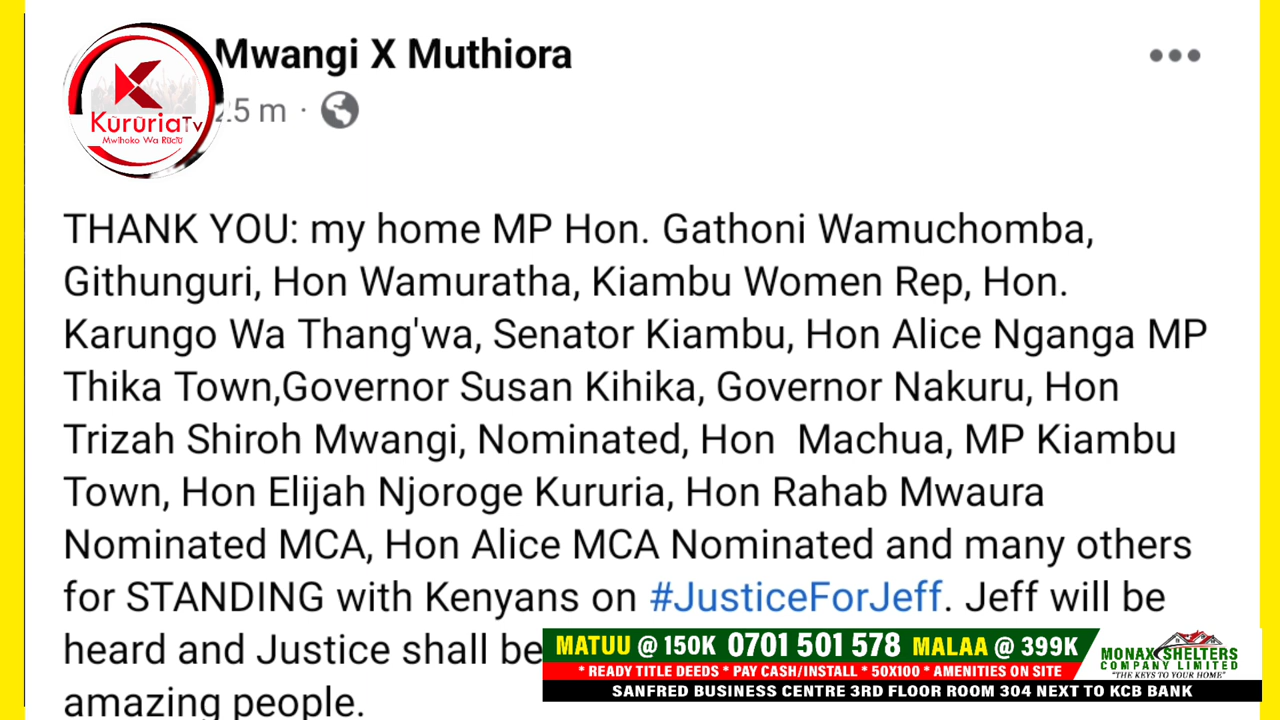 Mwangi X Muthiora
25 m ·
KũrũriaTv
Mwĩhoko Wa Rũciũ
THANK YOU: my home MP Hon. Gathoni Wamuchomba,
Githunguri, Hon Wamuratha, Kiambu Women Rep, Hon.
Karungo Wa Thang'wa, Senator Kiambu, Hon Alice Nganga MP
Thika Town,Governor Susan Kihika, Governor Nakuru, Hon
Trizah Shiroh Mwangi, Nominated, Hon Machua, MP Kiambu
Town, Hon Elijah Njoroge Kururia, Hon Rahab Mwaura
Nominated MCA, Hon Alice MCA Nominated and many others
for STANDING with Kenyans on #JusticeForJeff. Jeff will be
heard and Justice shall be
amazing people.
MATUU @ 150K 0701 501 578 MALAA @ 399K
* READY TITLE DEEDS * PAY CASH/INSTALL * 50X100 * AMENITIES ON SITE
SANFRED BUSINESS CENTRE 3RD FLOOR ROOM 304 NEXT TO KCB BANK
MONAX SHELTERS
COMPANY LIMITED
"THE KEYS TO YOUR HOME"